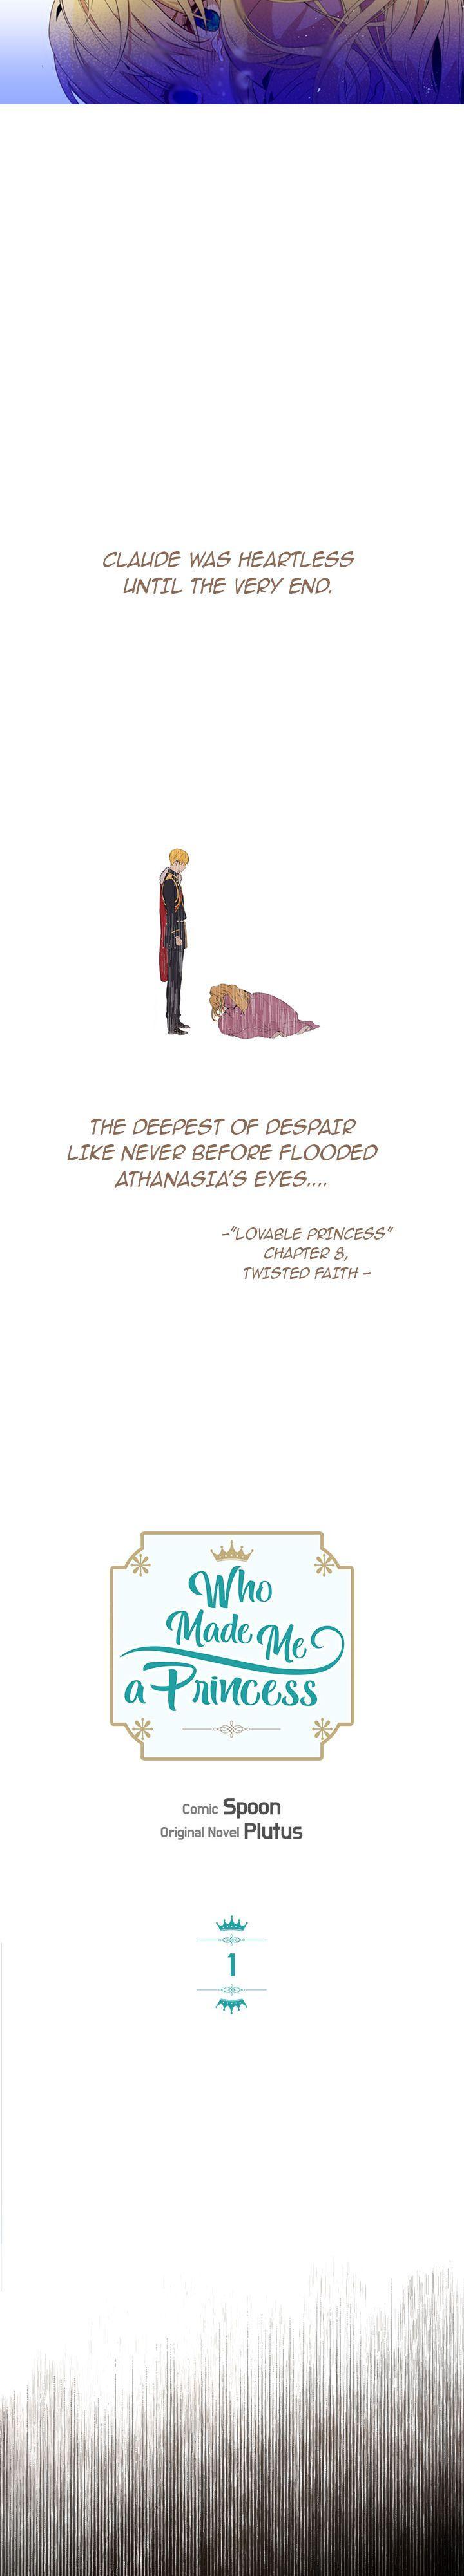 CLAUDE WAS HEARTLESS
UNTIL THE VERY END.
THE DEEPEST OF DESPAIR
LIKE NEVER BEFORE FLOODED
ATHANASIA'S EYES....
-"LOVABLE PRINCESS"
CHAPTER 8,
TWISTED FAITH -
Who
Made Me
a Princess
Comic Spoon
Original Novel Plutus
1